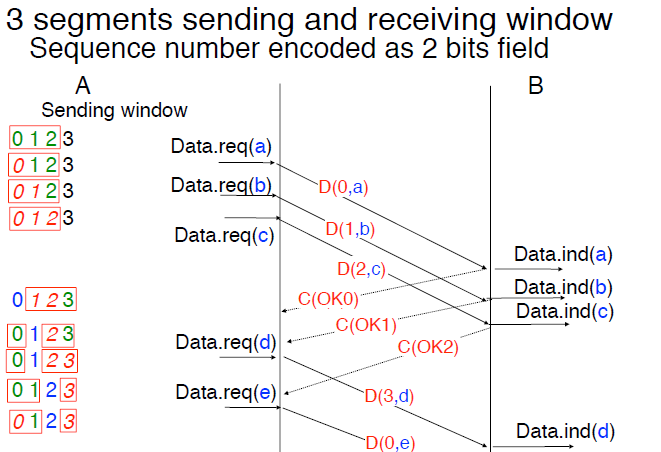 3 segments sending and receiving window
Sequence number encoded as 2 bits field
A
B
Sending window
0 1 2 3
Data.req(a)
0 1 2 3
Data.req(b)
D(0,a)
0 1 2 3
0 1 2 3
Data.req(c)
D(1,b)
D(2,c)
Data.ind(a)
Data.ind(b)
0 1 2 3
C(OK0)
Data.ind(c)
C(OK1)
0 1 2 3
Data.req(d)
C(OK2)
0 1 2 3
0 1 2 3
Data.req(e)
D(3,d)
0 1 2 3
Data.ind(d)
D(0,e)